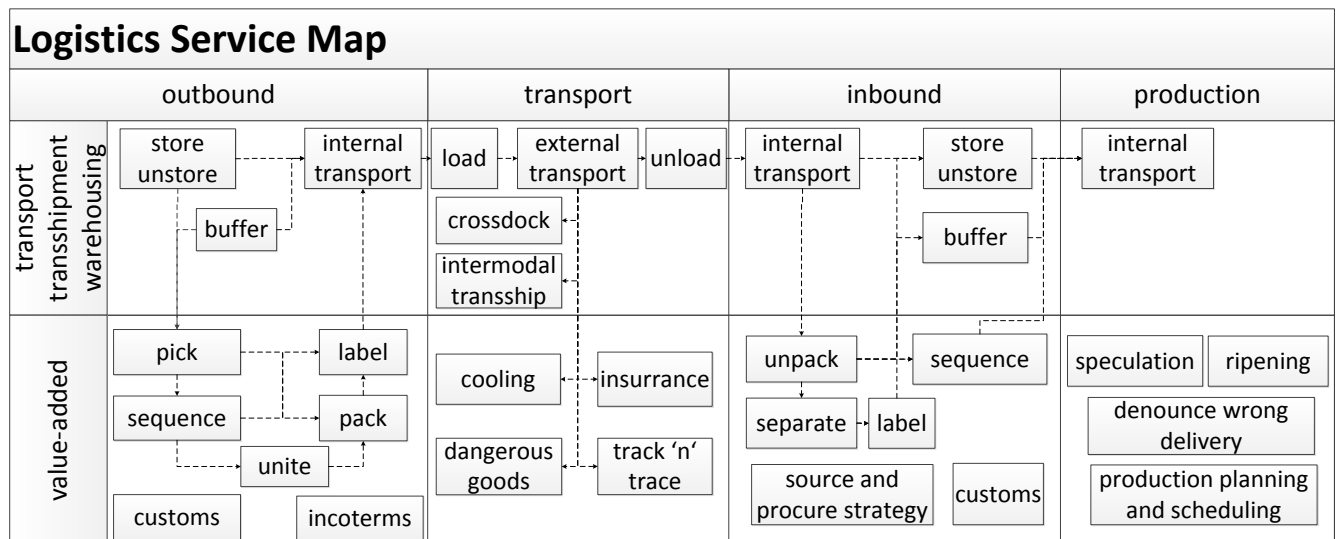 Logistics Service Map
outbound
transport
inbound
production
transport
transshipment
warehousing
store
unstore
internal
transport
buffer
load
external
transport
unload
crossdock
intermodal
transship
internal
transport
store
unstore
buffer
internal
transport
value-added
pick
label
sequence
pack
unite
customs
incoterms
cooling
insurrance
dangerous
goods
track ‘n‘
trace
unpack
sequence
separate
label
source and
procure strategy
customs
speculation
ripening
denounce wrong
delivery
production planning
and scheduling